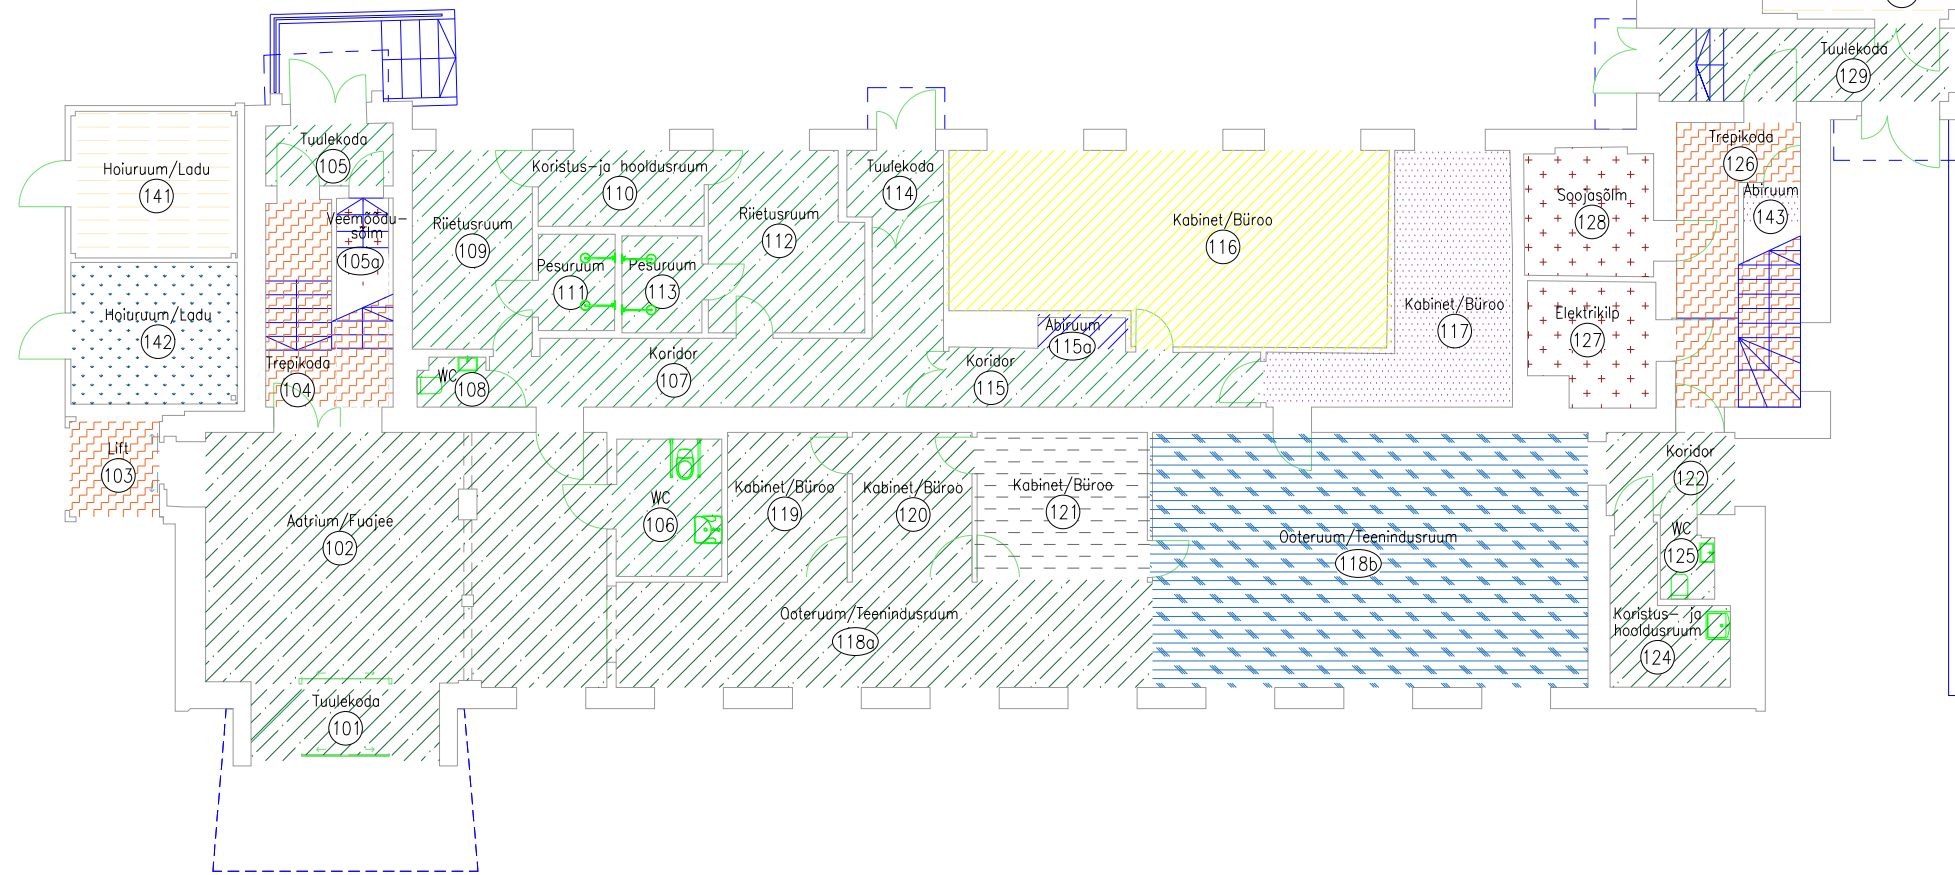 Tuulekoda
129
Tuulekoda
105
Hoiuruum/Ladu
141
Koristus-ja hooldusruum
110
Tuulekoda
114
Trepikoda
126
Abiruum
143
Soojasõlm
128
Veemõõdu-
sõlm
105a
Riietusruum
109
Riietusruum
112
Kabinet/Büroo
116
Pesuruum
111
Pesuruum
113
Hoiuruum/Ladu
142
Kabinet/Büroo
117
Elektrikilp
127
Abiruum
115a
Trepikoda
104
WC
108
Koridor
107
Koridor
115
Lift
103
Koridor
122
Aatrium/Fuajee
102
WC
106
Kabinet/Büroo
119
Kabinet/Büroo
120
Kabinet/Büroo
121
Ooteruum/Teenindusruum
118b
WC
125
Ooteruum/Teenindusruum
118a
Koristus- ja
hooldusruum
124
Tuulekoda
101